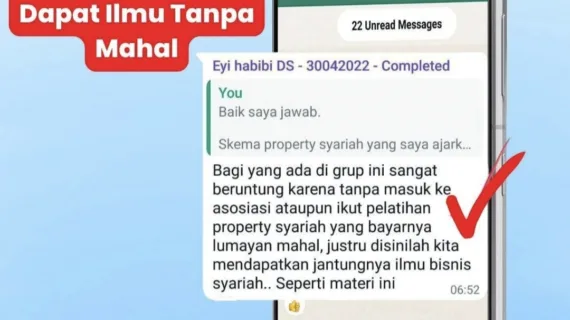 Dapat Ilmu Tanpa
Mahal
22 Unread Messages
Eyi habibi DS - 30042022 - Completed
You
Baik saya jawab.
Skema property syariah yang saya ajark...
Bagi yang ada di grup ini sangat
beruntung karena tanpa masuk ke
asosiasi ataupun ikut pelatihan
property syariah yang bayarnya
lumayan mahal, justru disinilah kita
mendapatkan jantungnya ilmu bisnis
syariah.. Seperti materi ini
06:52